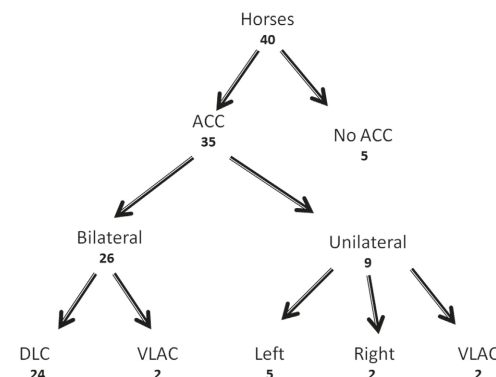 Horses
40
ACC
35
No ACC
5
Bilateral
26
Unilateral
9
DLC
24
VLAC
2
Left
5
Right
2
VLAC
2